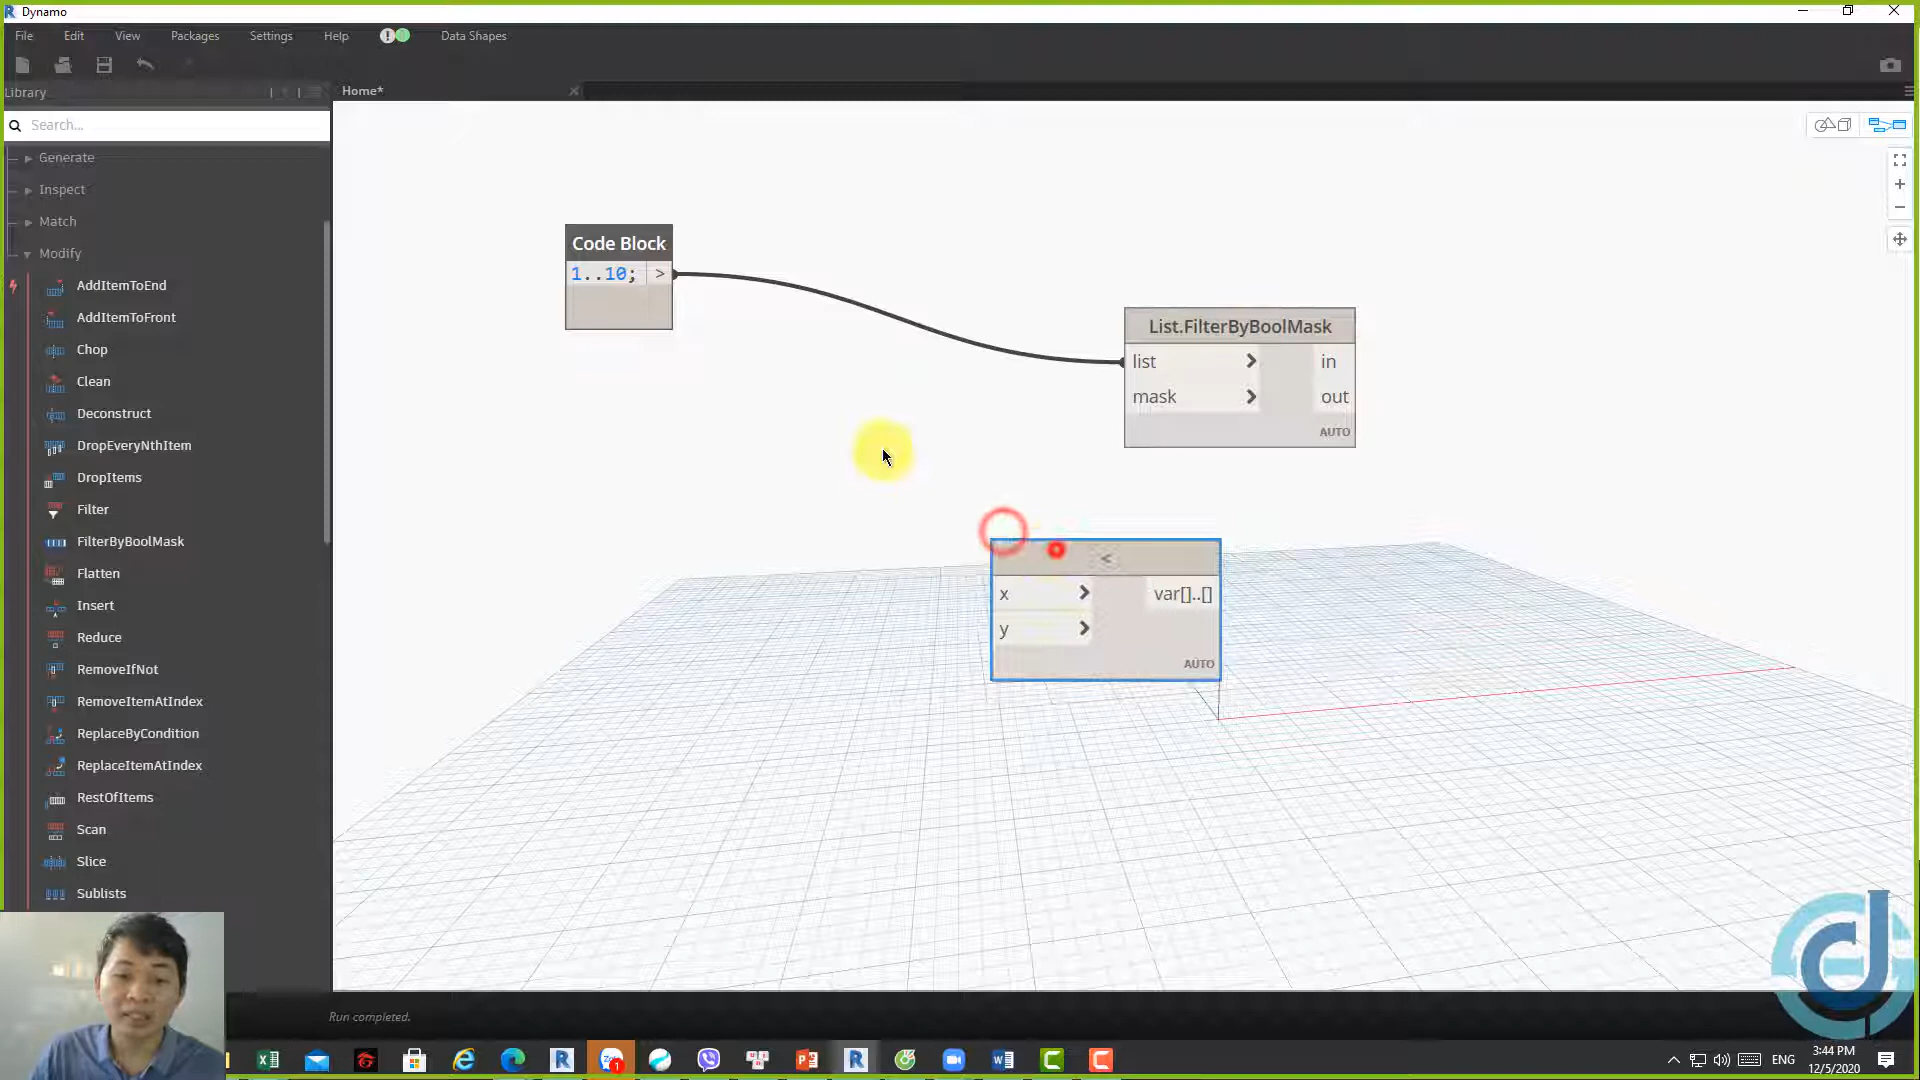 Dynamo
File Edit View Packages Settings Help Data Shapes
Library
Home*
Search...
Generate
Inspect
Match
Modify
AddItemToEnd
AddItemToFront
Chop
Clean
Deconstruct
DropEveryNthItem
DropItems
Filter
FilterByBoolMask
Flatten
Insert
Reduce
RemoveIfNot
RemoveItemAtIndex
ReplaceByCondition
ReplaceItemAtIndex
RestOfItems
Scan
Slice
Sublists
Code Block
1..10; >
List.FilterByBoolMask
list > in
mask > out
AUTO
<
x > var[]..[]
y >
AUTO
Run completed.
ENG
3:44 PM
12/5/2020